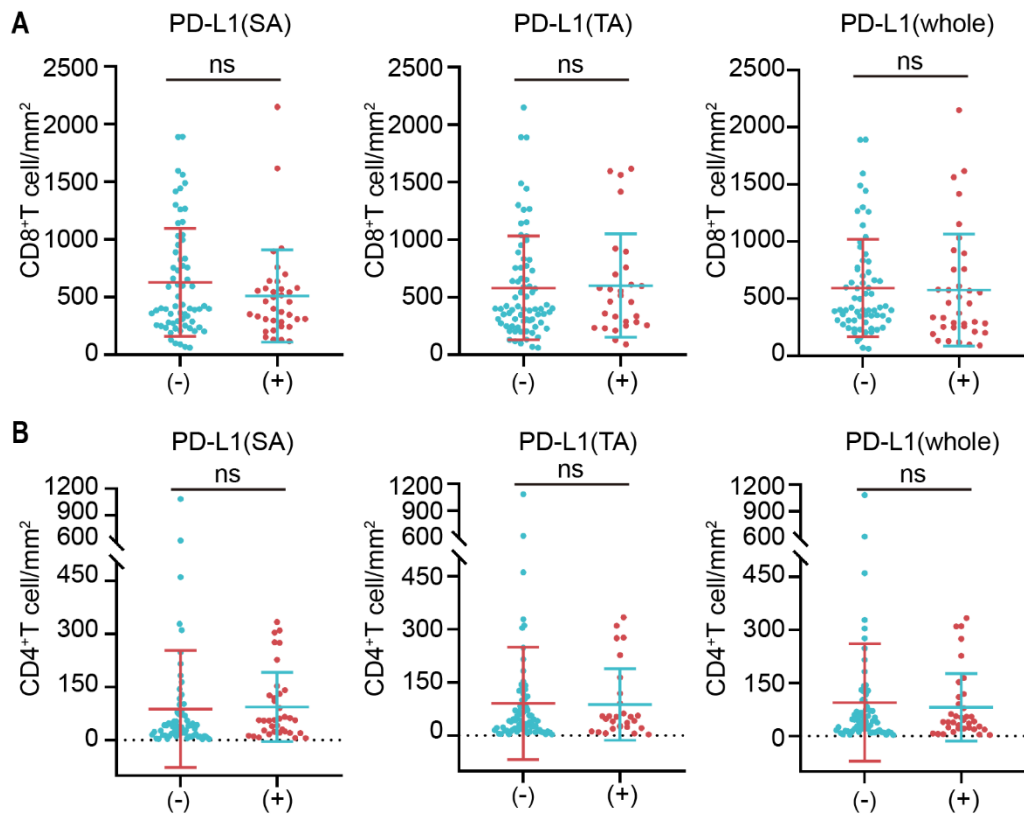 A
PD-L1(SA)
PD-L1(TA)
PD-L1(whole)
CD8⁺T cell/mm²
2500
2000
1500
1000
500
0
ns
(-)
(+)
CD8⁺T cell/mm²
2500
2000
1500
1000
500
0
ns
(-)
(+)
CD8⁺T cell/mm²
2500
2000
1500
1000
500
0
ns
(-)
(+)
B
PD-L1(SA)
PD-L1(TA)
PD-L1(whole)
CD4⁺T cell/mm²
1200
900
600
450
300
150
0
ns
(-)
(+)
CD4⁺T cell/mm²
1200
900
600
450
300
150
0
ns
(-)
(+)
CD4⁺T cell/mm²
1200
900
600
450
300
150
0
ns
(-)
(+)